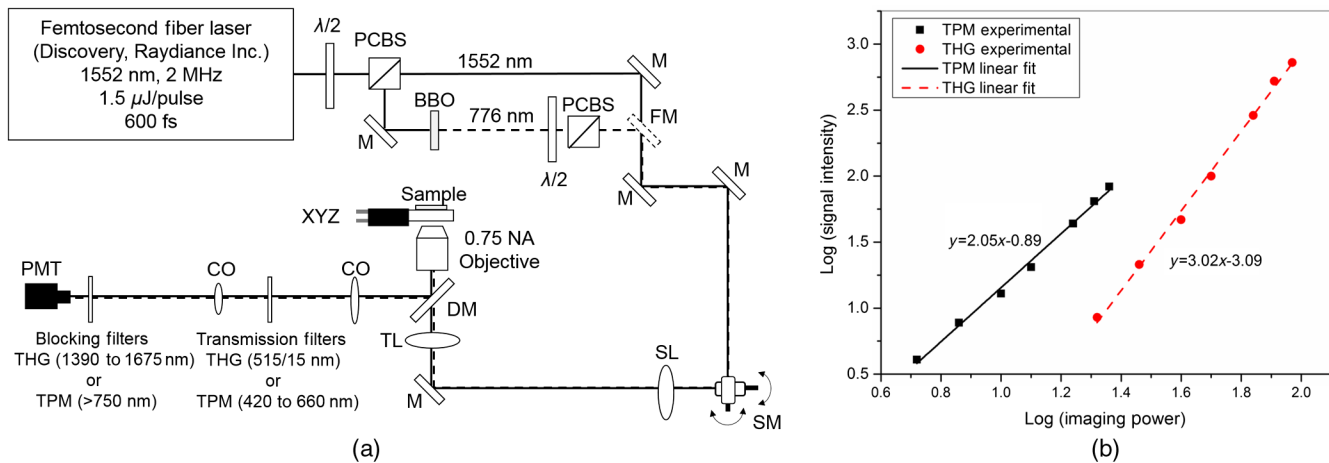 Femtosecond fiber laser
(Discovery, Raydiance Inc.)
1552 nm, 2 MHz
1.5 µJ/pulse
600 fs
λ/2
PCBS
1552 nm
M
BBO
776 nm
PCBS
FM
M
λ/2
M
M
Sample
XYZ
0.75 NA
Objective
PMT
CO
CO
DM
Blocking filters
THG (1390 to 1675 nm)
or
TPM (>750 nm)
Transmission filters
THG (515/15 nm)
or
TPM (420 to 660 nm)
TL
M
SL
SM
(a)
TPM experimental
THG experimental
TPM linear fit
THG linear fit
Log (signal intensity)
3.0
2.5
2.0
1.5
1.0
0.5
y=2.05x-0.89
y=3.02x-3.09
0.6 0.8 1.0 1.2 1.4 1.6 1.8 2.0
Log (imaging power)
(b)